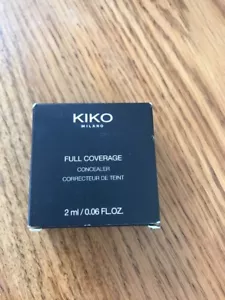 KIKO
MILANO
FULL COVERAGE
CONCEALER
CORRECTEUR DE TEINT
2 ml / 0.06 FL.OZ.